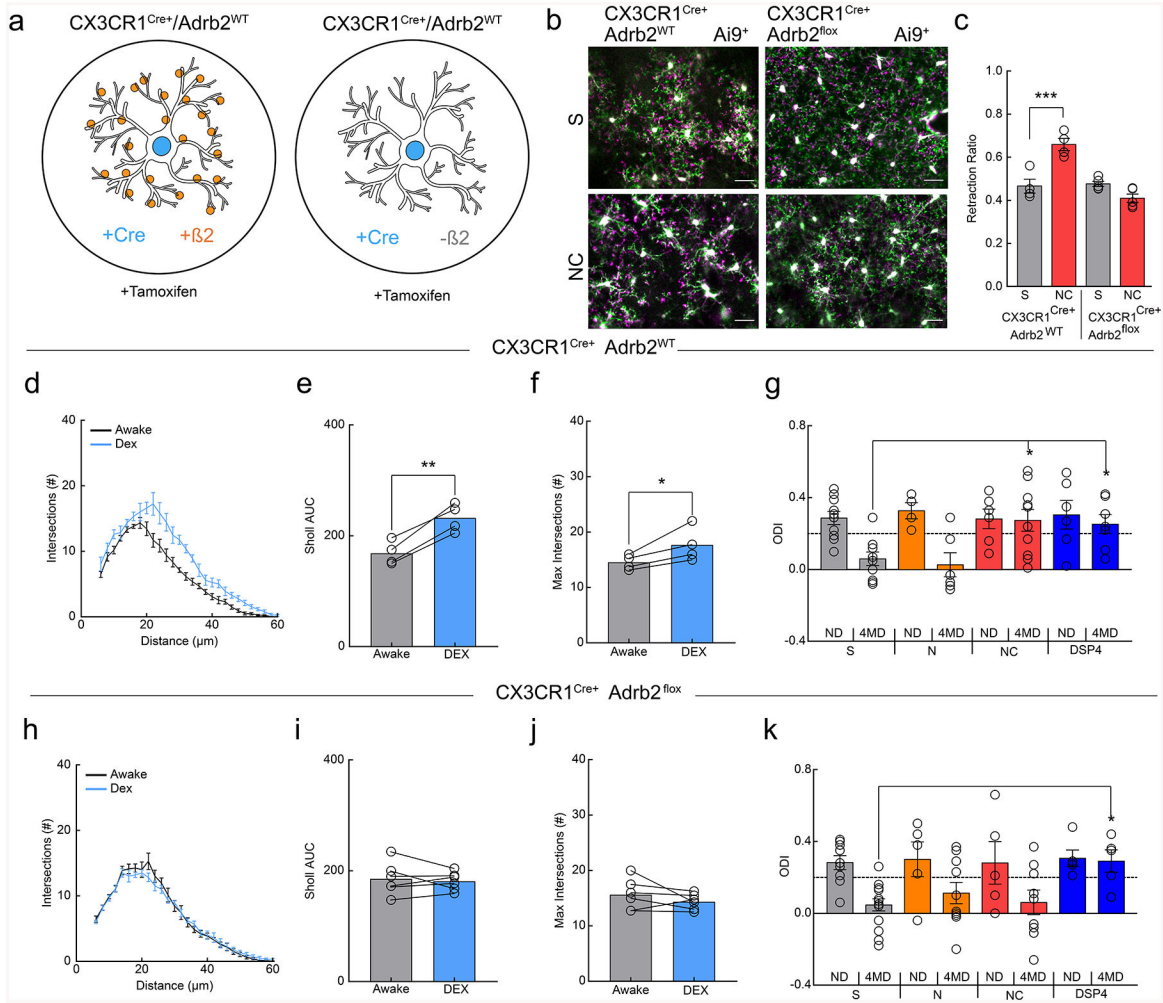 a
CX3CR1Cre+/Adrb2WT
CX3CR1Cre+/Adrb2WT
+Cre
+ß2
+Cre
-ß2
+Tamoxifen
+Tamoxifen
b
CX3CR1Cre+
Adrb2WT
Ai9+
CX3CR1Cre+
Adrb2flox
Ai9+
S
NC
c
Retraction Ratio
1.0
0.8
0.6
0.4
0.2
0.0
***
S
NC
S
NC
CX3CR1Cre+
Adrb2WT
CX3CR1Cre+
Adrb2flox
CX3CR1Cre+ Adrb2WT
d
Intersections (#)
40
30
20
10
0
Awake
Dex
0
20
40
60
Distance (µm)
e
Sholl AUC
400
200
0
**
Awake
DEX
f
Max Intersections (#)
40
30
20
10
0
*
Awake
DEX
g
ODI
0.8
0.4
0.0
-0.4
*
*
ND
4MD
ND
4MD
ND
4MD
ND
4MD
S
N
NC
DSP4
CX3CR1Cre+ Adrb2flox
h
Intersections (#)
40
30
20
10
0
Awake
Dex
0
20
40
60
Distance (µm)
i
Sholl AUC
400
300
200
100
0
Awake
DEX
j
Max Intersections (#)
40
30
20
10
0
Awake
DEX
k
ODI
0.8
0.4
0.0
-0.4
*
ND
4MD
ND
4MD
ND
4MD
ND
4MD
S
N
NC
DSP4